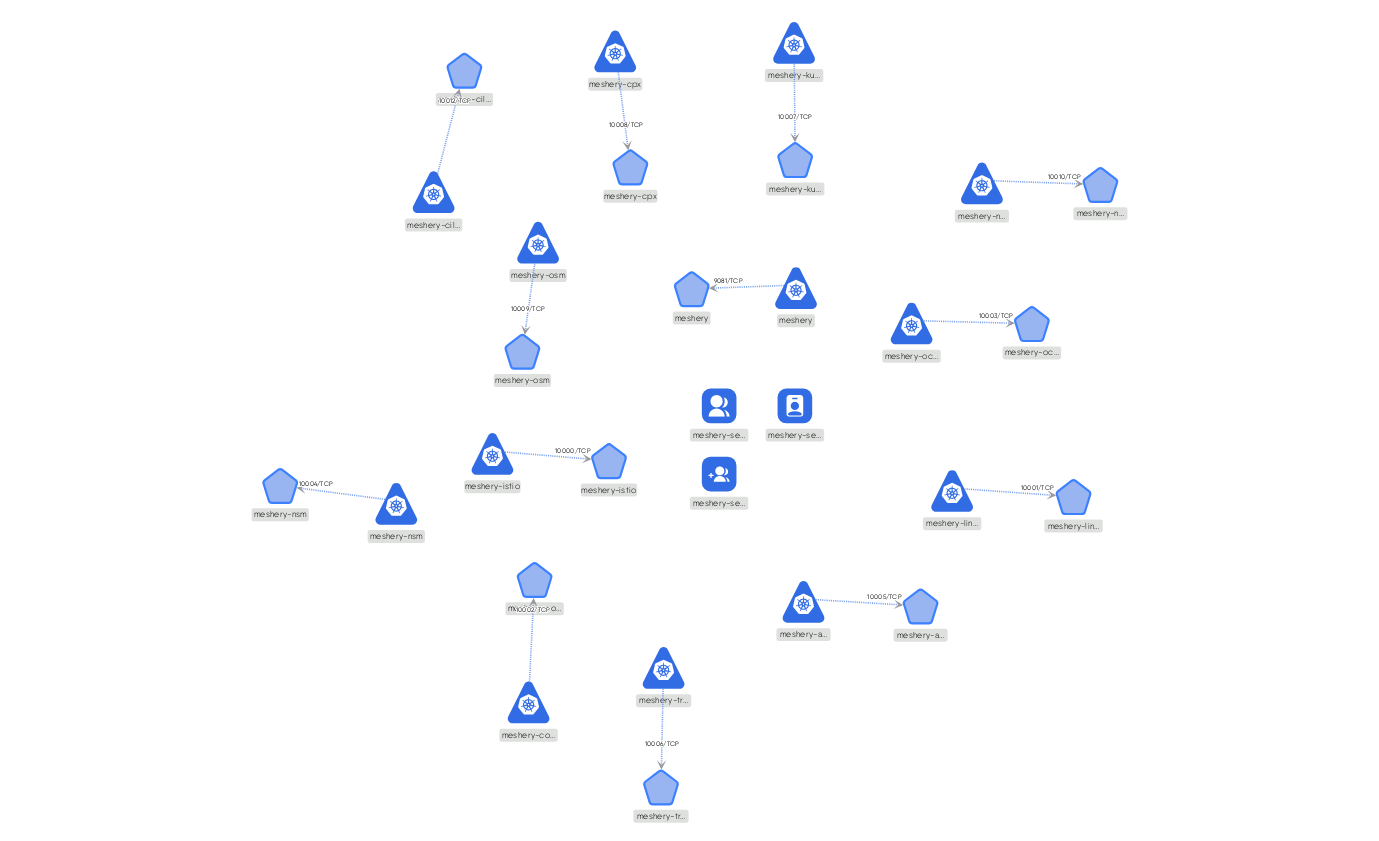 meshery-ku...
meshery-cpx
10012/TCP
-cil...
10007/TCP
10008/TCP
10010/TCP
meshery-ku...
meshery-cpx
meshery-n...
meshery-n...
meshery-cil...
meshery-osm
9081/TCP
10009/TCP
10003/TCP
meshery
meshery
meshery-oc...
meshery-oc...
meshery-osm
meshery-se...
meshery-se...
10000/TCP
10004/TCP
meshery-istio
meshery-istio
10001/TCP
meshery-se...
meshery-nsm
meshery-lin...
meshery-lin...
meshery-nsm
10005/TCP
10002/TCP
o...
meshery-a...
meshery-a...
meshery-tr...
meshery-co...
10006/TCP
meshery-tr...